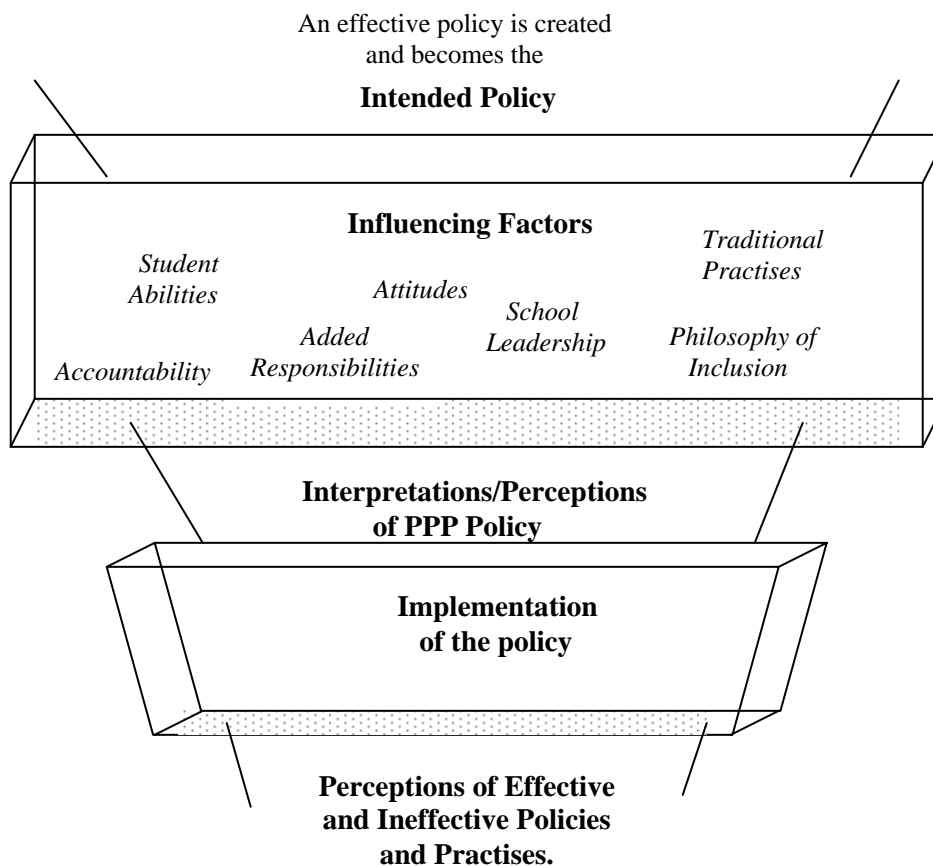 An effective policy is created
and becomes the
Intended Policy
Influencing Factors
Student
Abilities
Attitudes
Traditional
Practises
Added
Responsibilities
School
Leadership
Philosophy of
Inclusion
Accountability
Interpretations/Perceptions
of PPP Policy
Implementation
of the policy
Perceptions of Effective
and Ineffective Policies
and Practises.